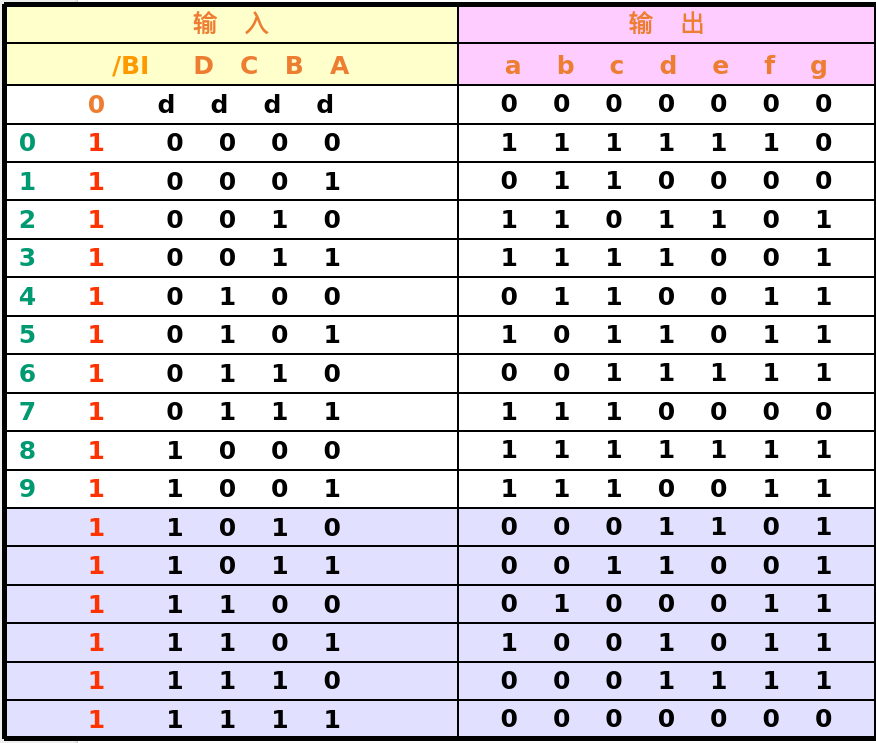 输 入 输 出
/BI D C B A a b c d e f g
0 d d d d 0 0 0 0 0 0 0
0 1 0 0 0 0 1 1 1 1 1 1 0
1 1 0 0 0 1 0 1 1 0 0 0 0
2 1 0 0 1 0 1 1 0 1 1 0 1
3 1 0 0 1 1 1 1 1 1 0 0 1
4 1 0 1 0 0 0 1 1 0 0 1 1
5 1 0 1 0 1 1 0 1 1 0 1 1
6 1 0 1 1 0 0 0 1 1 1 1 1
7 1 0 1 1 1 1 1 1 0 0 0 0
8 1 1 0 0 0 1 1 1 1 1 1 1
9 1 1 0 0 1 1 1 1 0 0 1 1
1 1 0 1 0 0 0 0 1 1 0 1
1 1 0 1 1 0 0 1 1 0 0 1
1 1 1 0 0 0 1 0 0 0 1 1
1 1 1 0 1 1 0 0 1 0 1 1
1 1 1 1 0 0 0 0 1 1 1 1
1 1 1 1 1 0 0 0 0 0 0 0